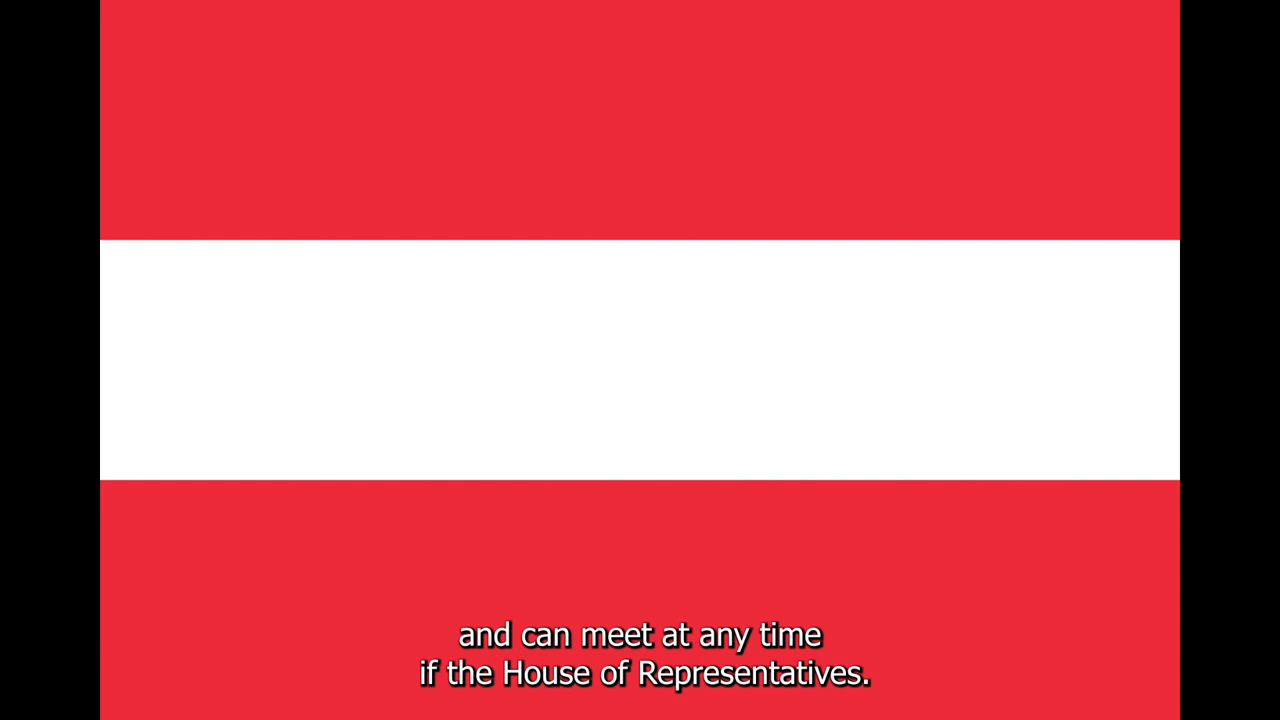 and can meet at any time
if the House of Representatives.